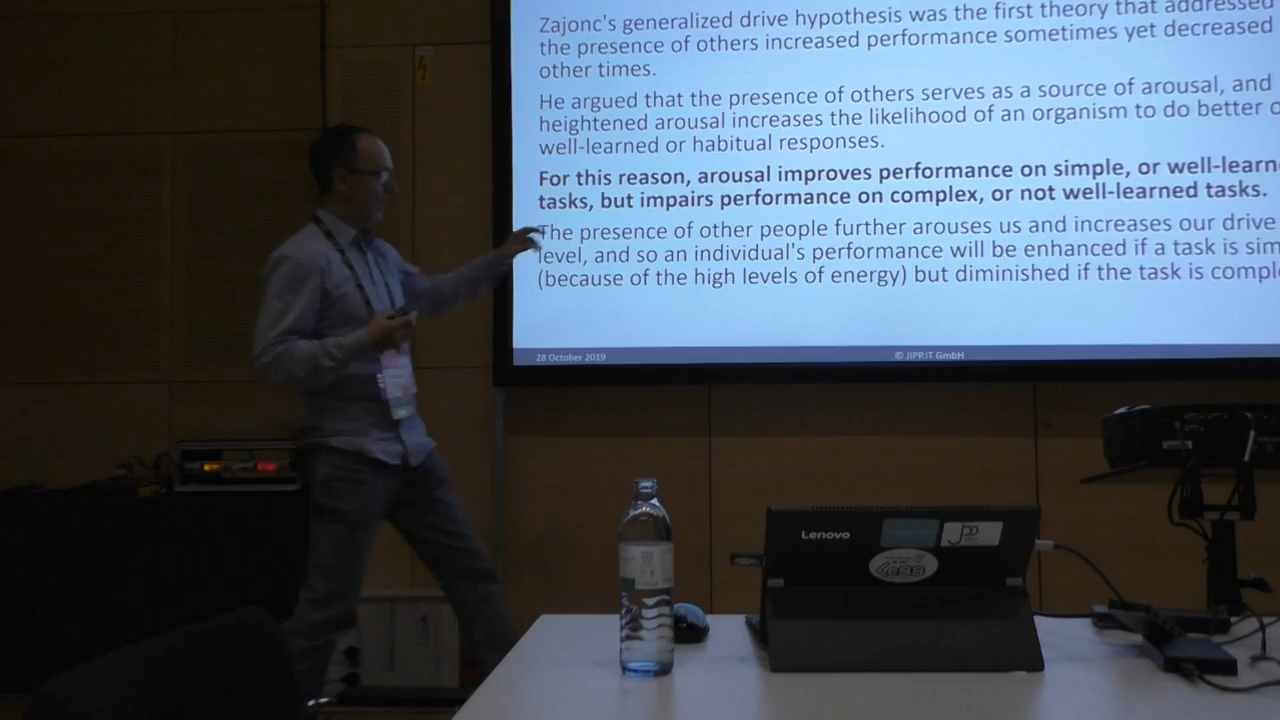 Zajonc's generalized drive hypothesis was the first theory that addressed
the presence of others increased performance sometimes yet decreased
other times.
He argued that the presence of others serves as a source of arousal, and
heightened arousal increases the likelihood of an organism to do better
well-learned or habitual responses.
For this reason, arousal improves performance on simple, or well-learn
tasks, but impairs performance on complex, or not well-learned tasks.
The presence of other people further arouses us and increases our drive
level, and so an individual's performance will be enhanced if a task is sim
(because of the high levels of energy) but diminished if the task is compl
28 October 2019
© JIPP.IT GmbH
Lenovo
JPP